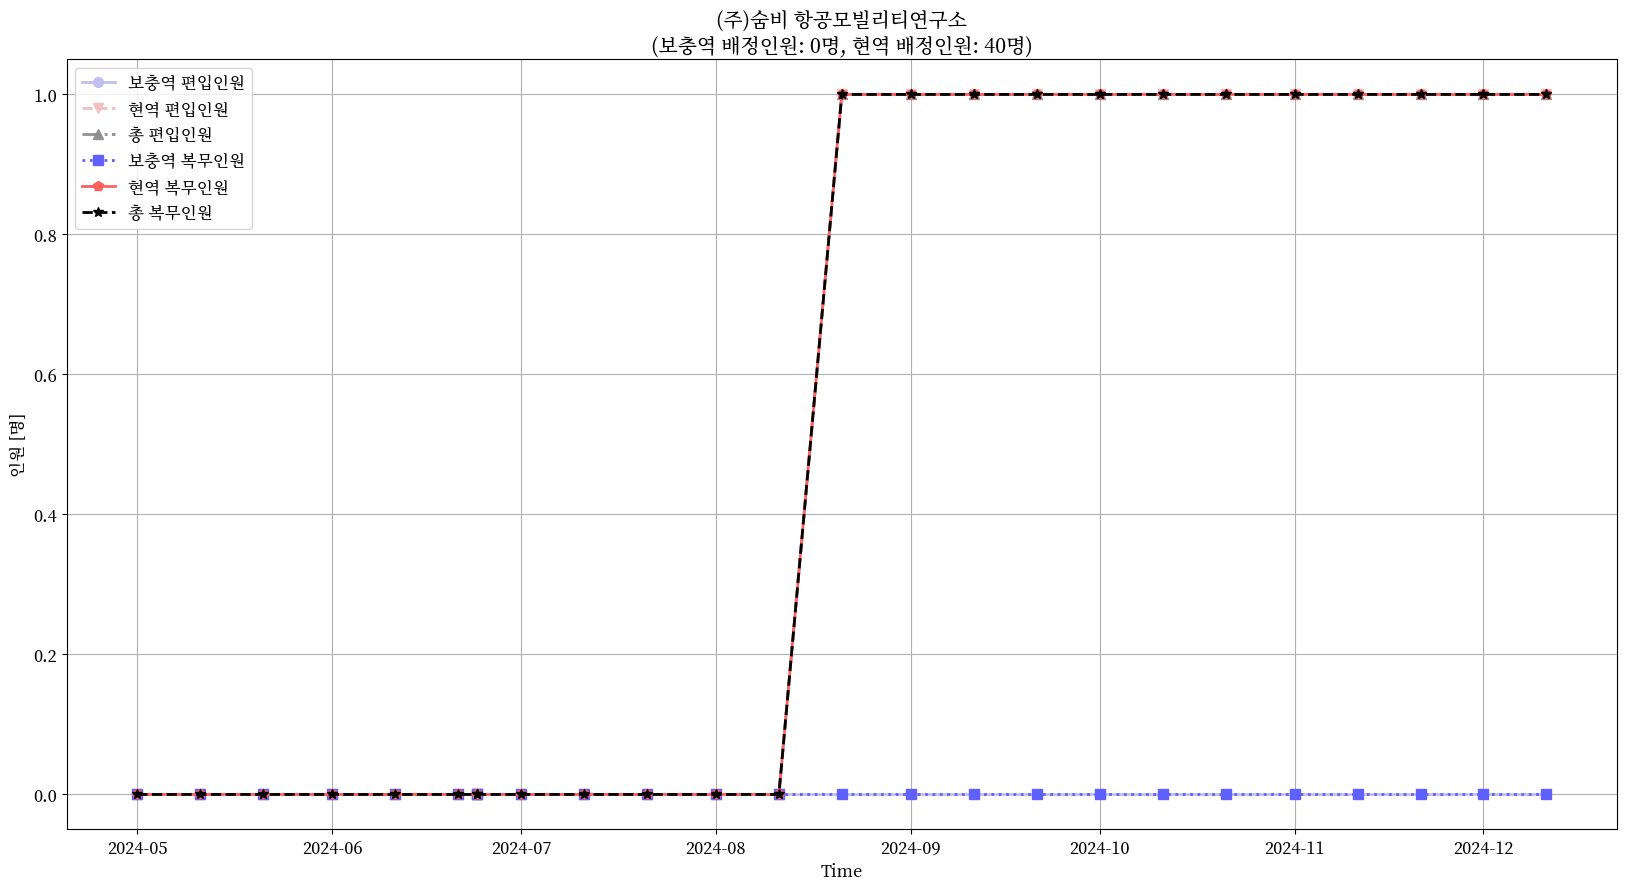 (주)숨비 항공모빌리티연구소
(보충역 배정인원: 0명, 현역 배정인원: 40명)
보충역 편입인원
현역 편입인원
총 편입인원
보충역 복무인원
현역 복무인원
총 복무인원
인원 [명]
1.0
0.8
0.6
0.4
0.2
0.0
2024-05 2024-06 2024-07 2024-08 2024-09 2024-10 2024-11 2024-12
Time